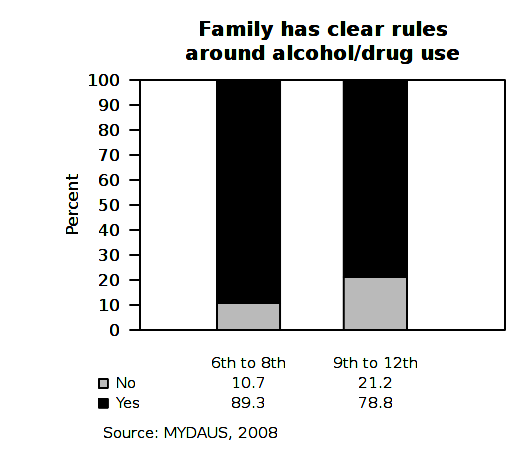 Family has clear rules
around alcohol/drug use
Percent
100
90
80
70
60
50
40
30
20
10
0
6th to 8th 9th to 12th
No 10.7 21.2
Yes 89.3 78.8
Source: MYDAUS, 2008